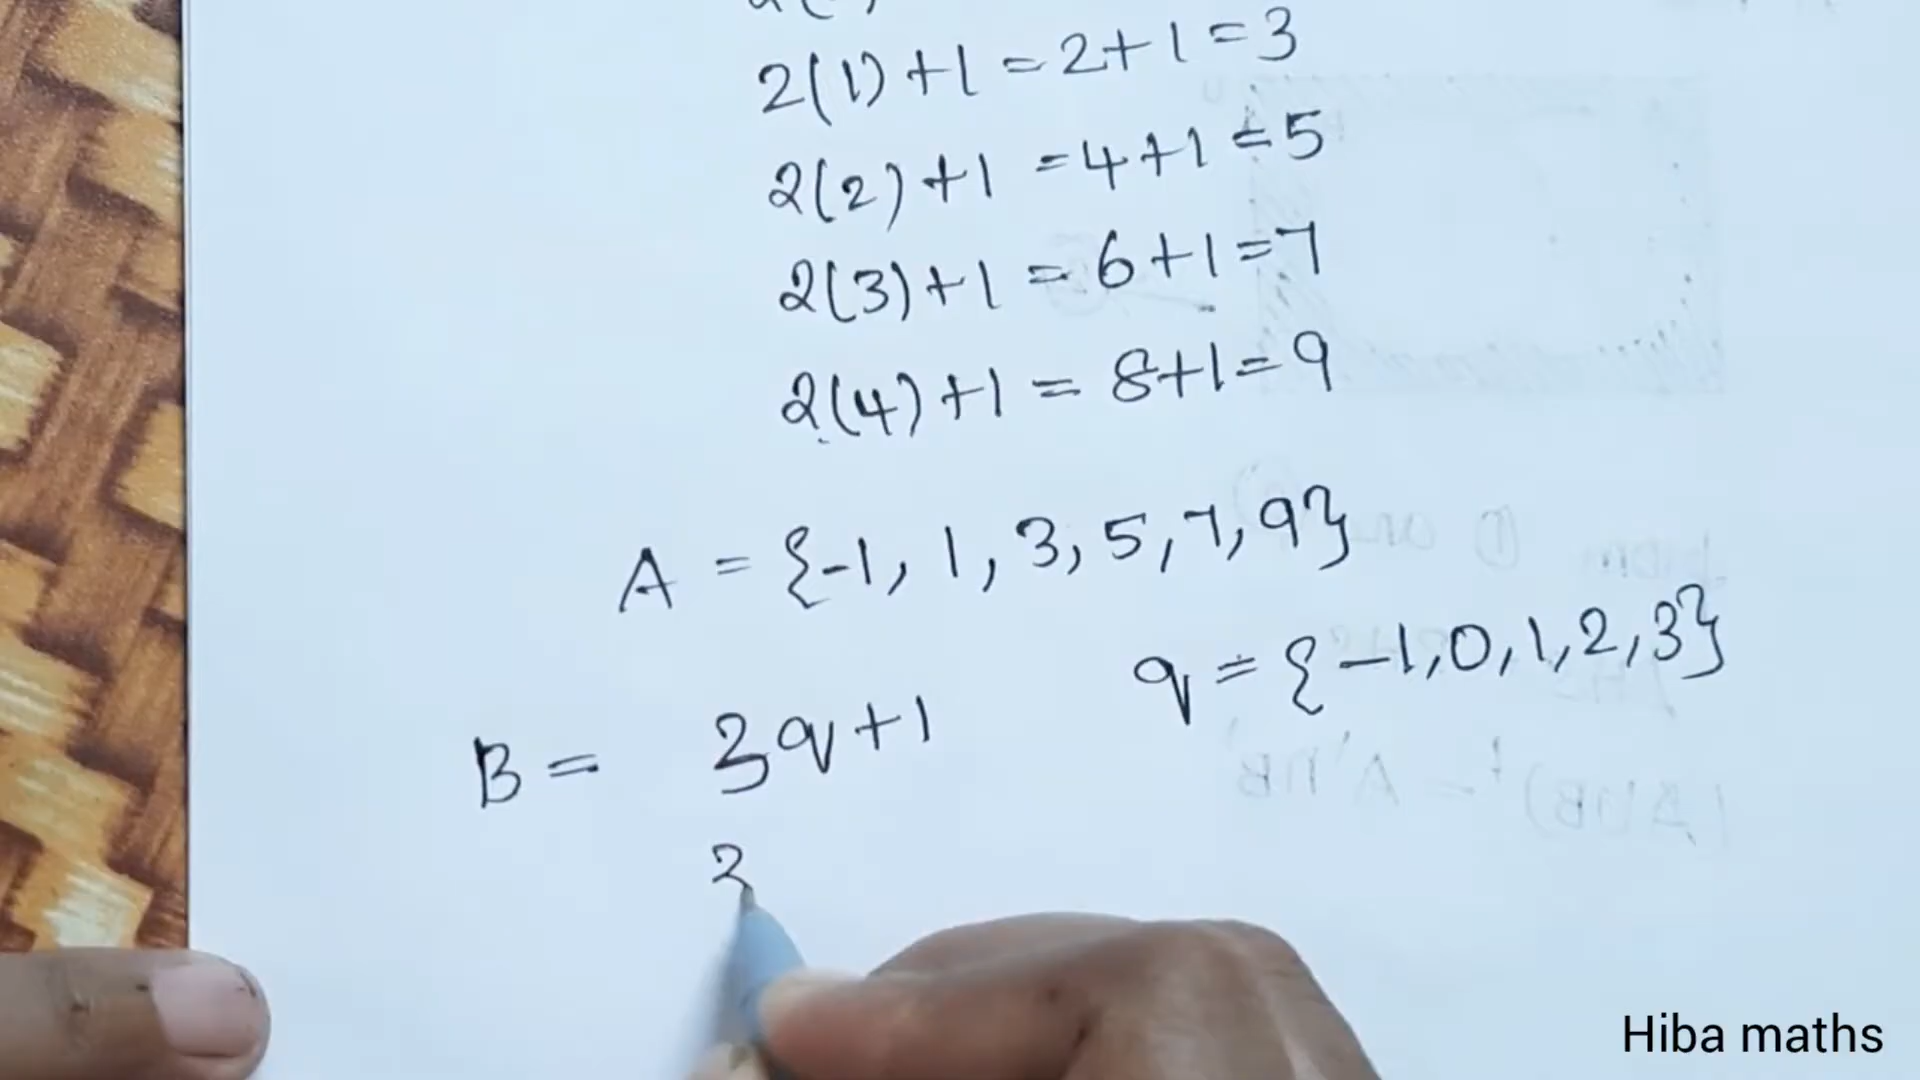 2(1)+1 = 2+1 = 3
2(2)+1 = 4+1 = 5
2(3)+1 = 6+1 = 7
2(4)+1 = 8+1 = 9
A = {-1, 1, 3, 5, 7, 9}
q = {-1, 0, 1, 2, 3}
B = 3q+1
3
Hiba maths